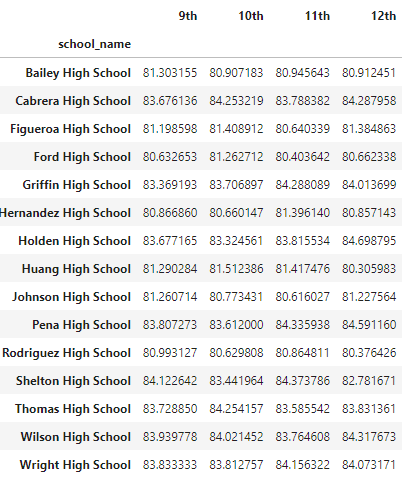 9th 10th 11th 12th
school_name
Bailey High School 81.303155 80.907183 80.945643 80.912451
Cabrera High School 83.676136 84.253219 83.788382 84.287958
Figueroa High School 81.198598 81.408912 80.640339 81.384863
Ford High School 80.632653 81.262712 80.403642 80.662338
Griffin High School 83.369193 83.706897 84.288089 84.013699
Hernandez High School 80.866860 80.660147 81.396140 80.857143
Holden High School 83.677165 83.324561 83.815534 84.698795
Huang High School 81.290284 81.512386 81.417476 80.305983
Johnson High School 81.260714 80.773431 80.616027 81.227564
Pena High School 83.807273 83.612000 84.335938 84.591160
Rodriguez High School 80.993127 80.629808 80.864811 80.376426
Shelton High School 84.122642 83.441964 84.373786 82.781671
Thomas High School 83.728850 84.254157 83.585542 83.831361
Wilson High School 83.939778 84.021452 83.764608 84.317673
Wright High School 83.833333 83.812757 84.156322 84.073171